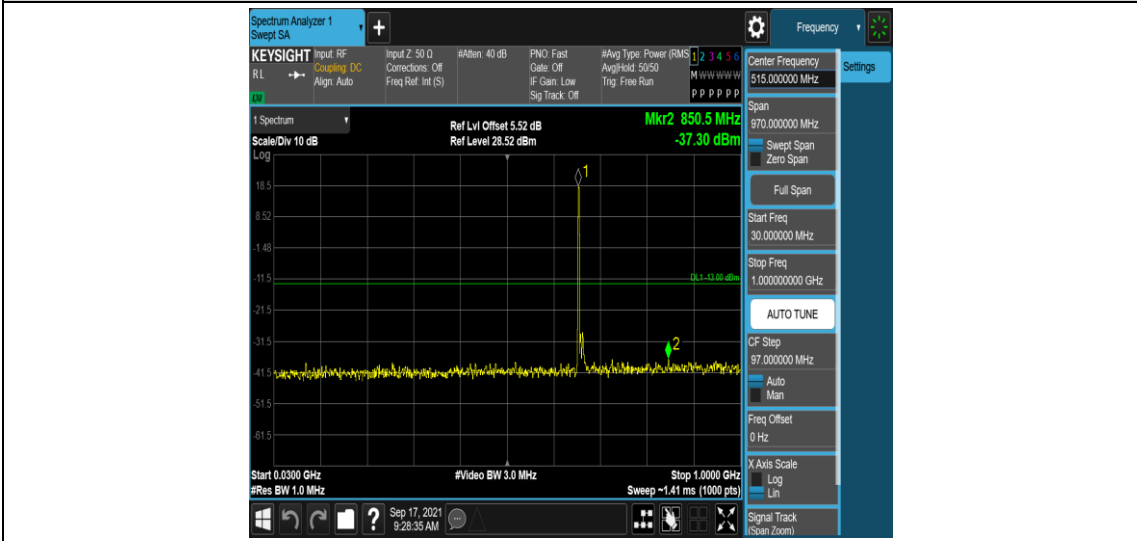 Spectrum Analyzer 1
Swept SA
+
Frequency
KEYSIGHT
RL
LM
Input: RF
Coupling: DC
Align: Auto
Input Z: 50 Ω
Corrections: Off
Freq Ref: Int (S)
#Atten: 40 dB
PNO: Fast
Gate: Off
IF Gain: Low
Sig Track: Off
#Avg Type: Power (RMS
Avg|Hold: 50/50
Trig: Free Run
1 2 3 4 5 6
M W W W W W
P P P P P P
1 Spectrum
Scale/Div 10 dB
Ref Lvl Offset 5.52 dB
Ref Level 28.52 dBm
Mkr2 850.5 MHz
-37.30 dBm
Log
18.5
8.52
-1.48
-11.5
-21.5
-31.5
-41.5
-51.5
-61.5
1
DL1 -13.00 dBm
2
Start 0.0300 GHz
#Res BW 1.0 MHz
#Video BW 3.0 MHz
Stop 1.0000 GHz
Sweep ~1.41 ms (1000 pts)
Center Frequency
515.000000 MHz
Settings
Span
970.000000 MHz
Swept Span
Zero Span
Full Span
Start Freq
30.000000 MHz
Stop Freq
1.000000000 GHz
AUTO TUNE
CF Step
97.000000 MHz
Auto
Man
Freq Offset
0 Hz
X Axis Scale
Log
Lin
Signal Track
(Span Zoom)
?
Sep 17, 2021
9:28:35 AM